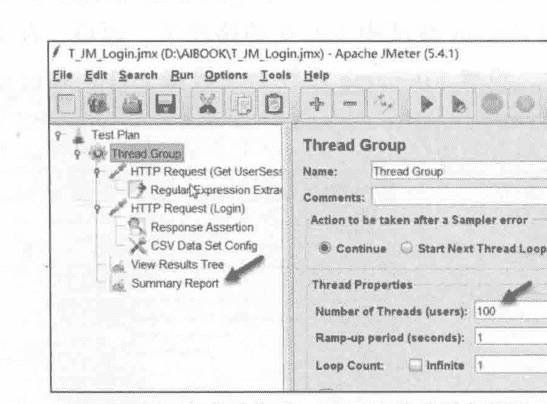 T_JM_Login.jmx (D:\AIBOOK\T_JM_Login.jmx) - Apache JMeter (5.4.1)
File Edit Search Run Options Tools Help
Test Plan
Thread Group
HTTP Request (Get UserSess
Regular Expression Extra
HTTP Request (Login)
Response Assertion
CSV Data Set Config
View Results Tree
Summary Report
Thread Group
Name: Thread Group
Comments:
Action to be taken after a Sampler error
Continue Start Next Thread Loop
Thread Properties
Number of Threads (users): 100
Ramp-up period (seconds): 1
Loop Count: Infinite 1